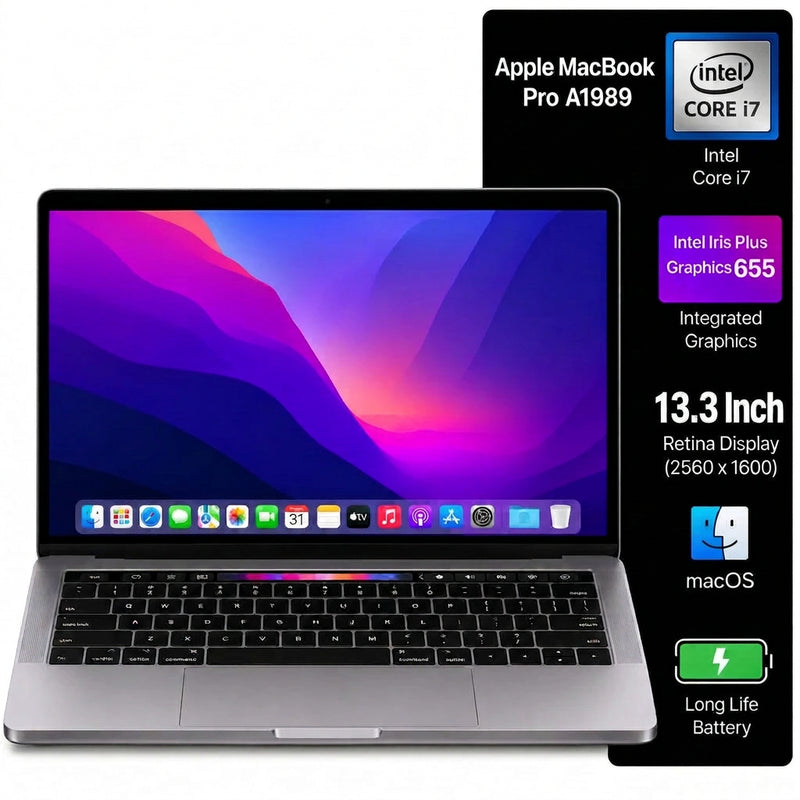 Apple MacBook
Pro A1989
intel
CORE i7
Intel
Core i7
Intel Iris Plus
Graphics 655
Integrated
Graphics
13.3 Inch
Retina Display
(2560 x 1600)
macOS
Long Life
Battery
31
tv
Q W E R T Y U I O P
A S D F G H J K L
Z X C V B N M